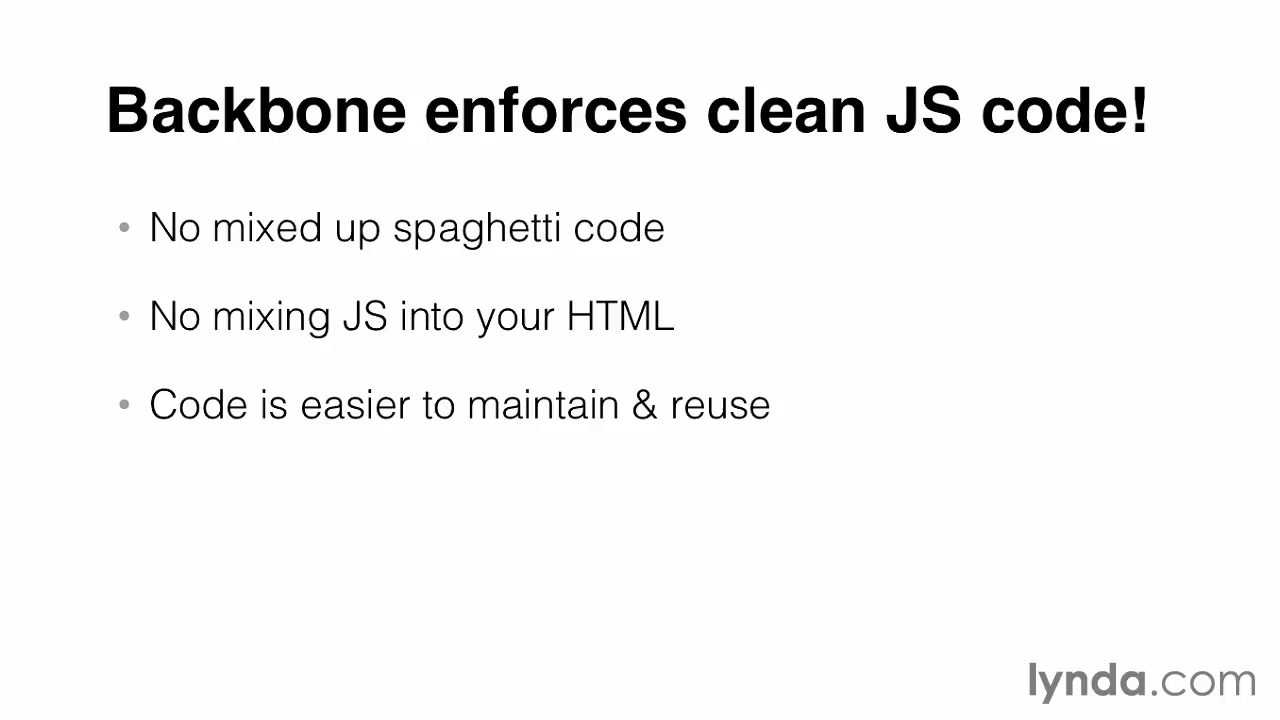 Backbone enforces clean JS code!
• No mixed up spaghetti code
• No mixing JS into your HTML
• Code is easier to maintain & reuse
lynda.com